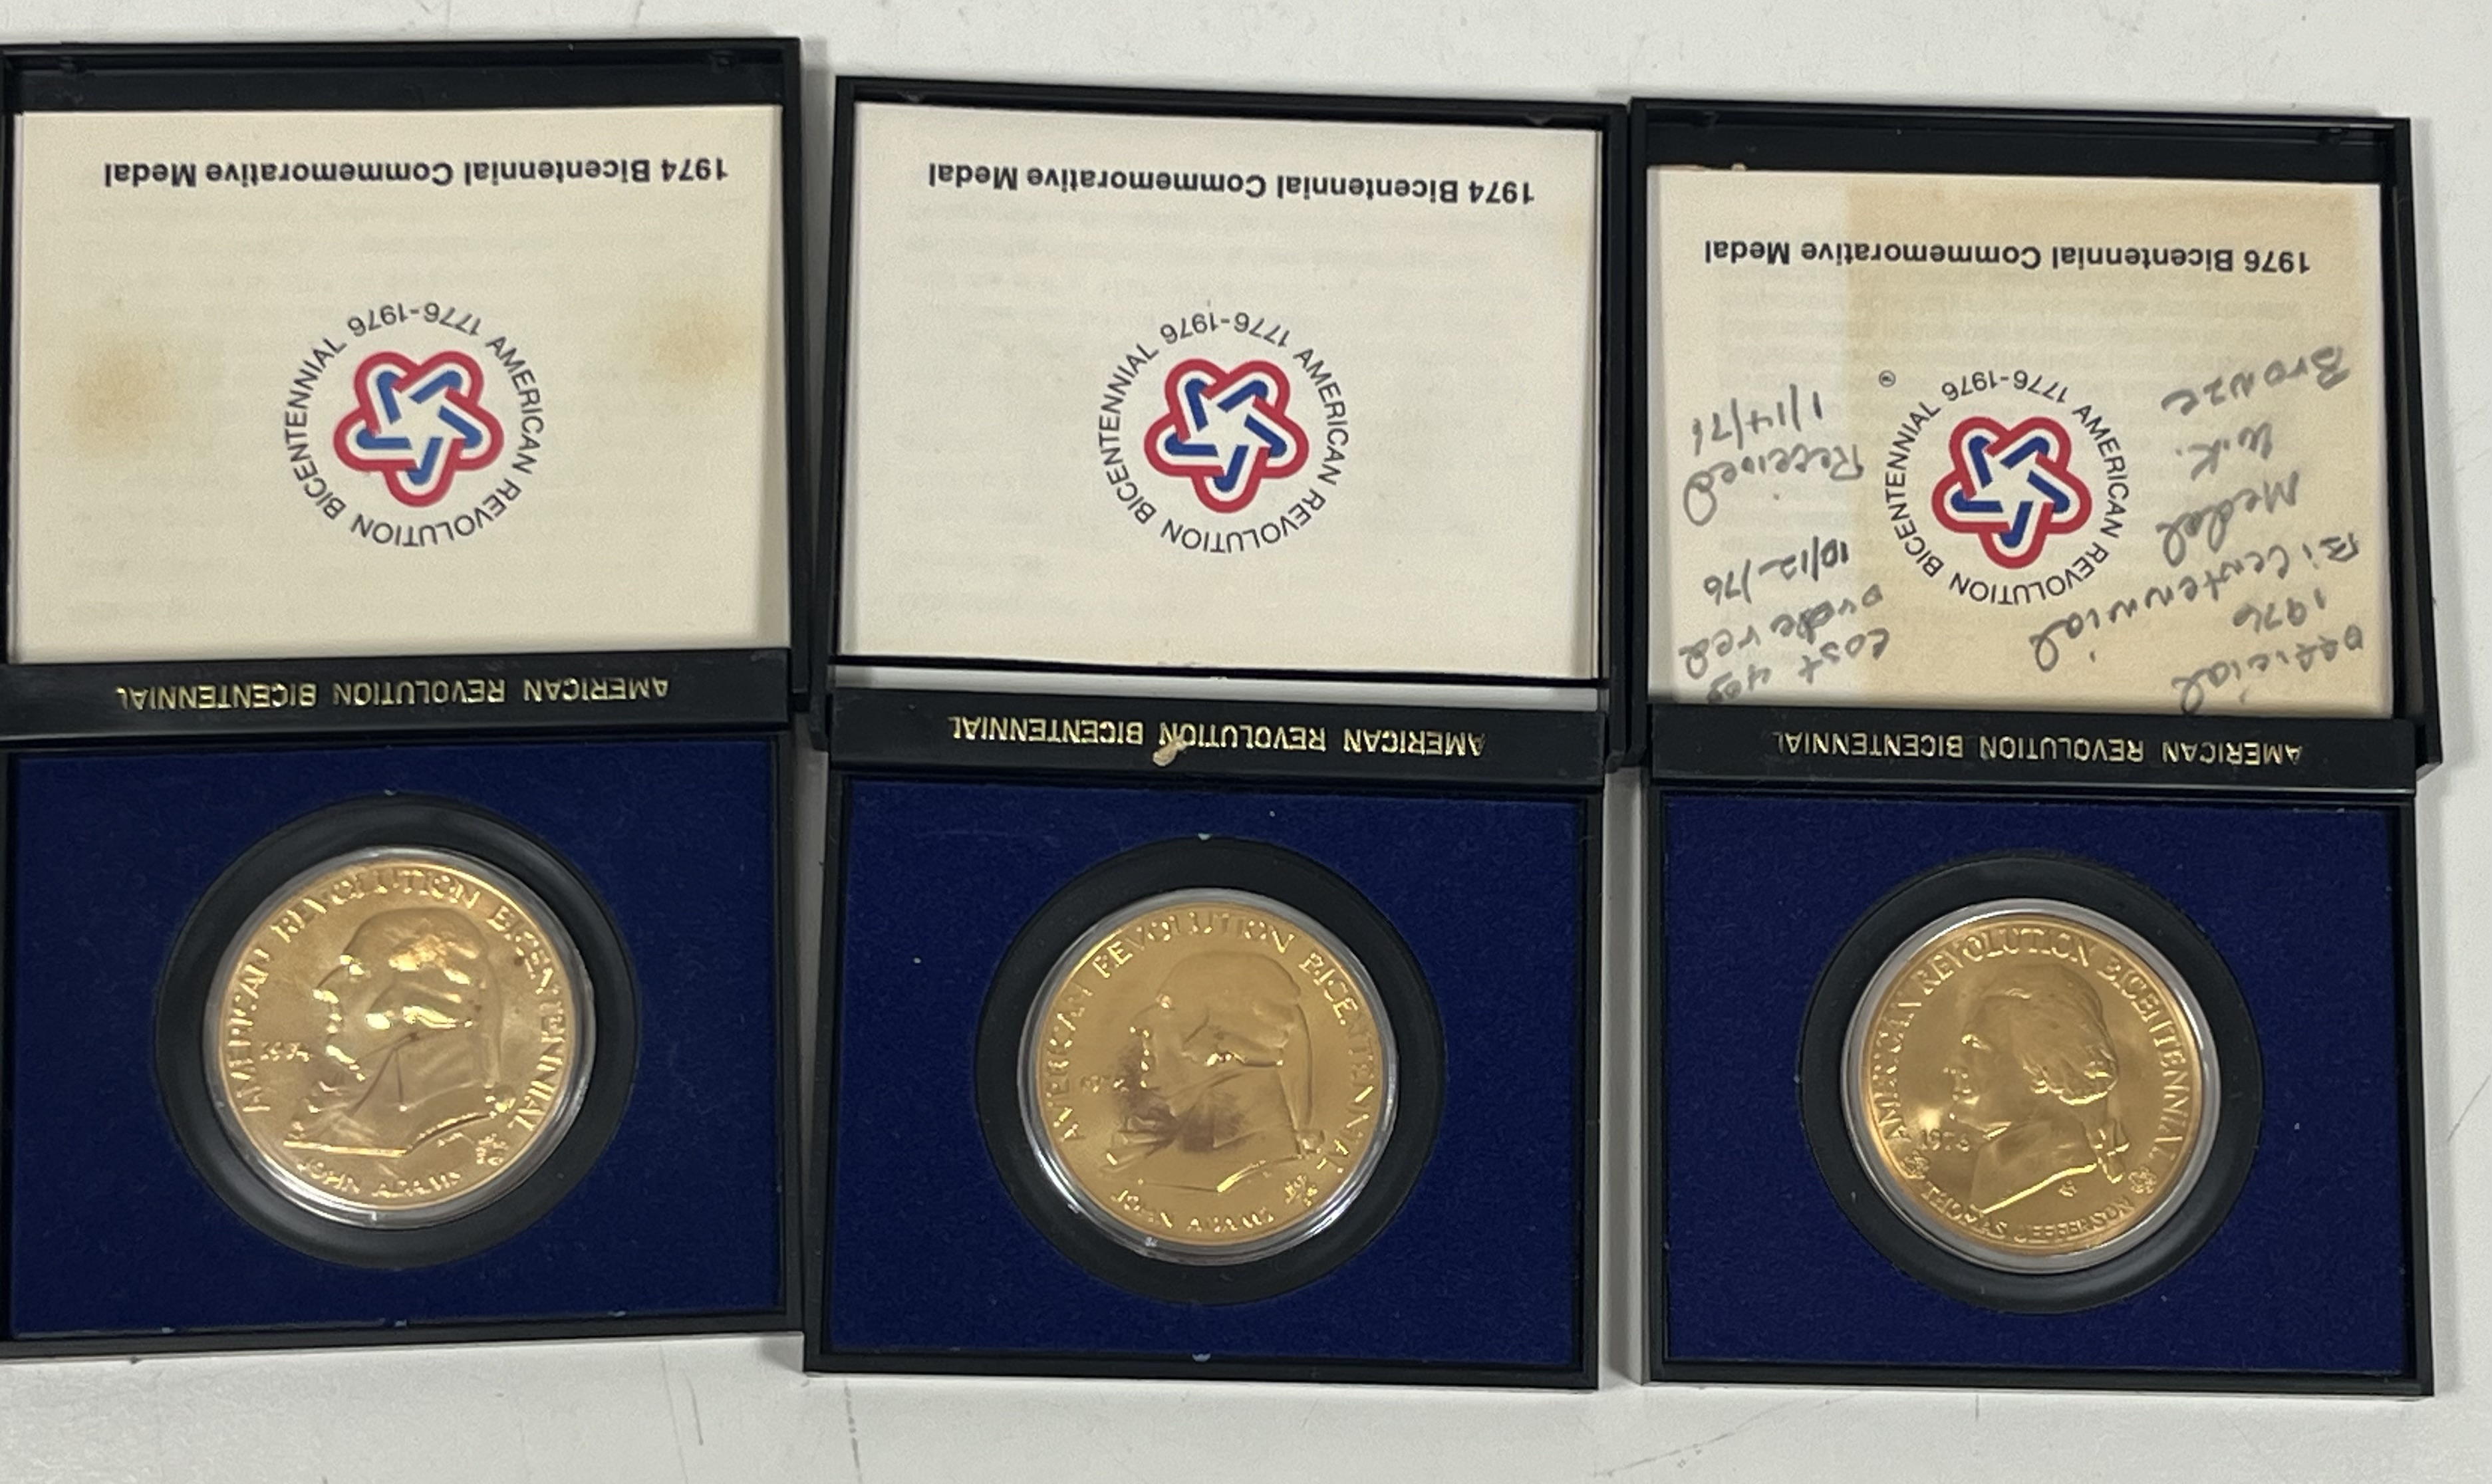 1974 Bicentennial Commemorative Medal
AMERICAN REVOLUTION BICENTENNIAL 1776-1976
AMERICAN REVOLUTION BICENTENNIAL
AMERICAN REVOLUTION BICENTENNIAL
1974
JOHN ADAMS
1974 Bicentennial Commemorative Medal
AMERICAN REVOLUTION BICENTENNIAL 1776-1976
AMERICAN REVOLUTION BICENTENNIAL
AMERICAN REVOLUTION BICENTENNIAL
JOHN ADAMS
1976 Bicentennial Commemorative Medal
AMERICAN REVOLUTION BICENTENNIAL 1776-1976
official
1976
Bicentennial
Medal
Bronze
cost
ordered
10/12/76
Received
AMERICAN REVOLUTION BICENTENNIAL
AMERICAN REVOLUTION BICENTENNIAL
1976
THOMAS JEFFERSON